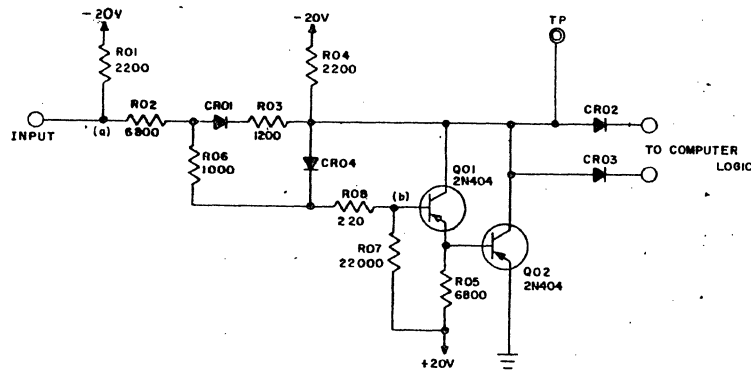 -20V
-20V
TP
R01
2200
R04
2200
R02
6800
CR01
R03
1200
CR02
INPUT
(a)
R06
1000
CR04
TO COMPUTER
LOGIC
CR03
Q01
2N404
R08
220
(b)
R07
22000
R05
6800
Q02
2N404
+20V